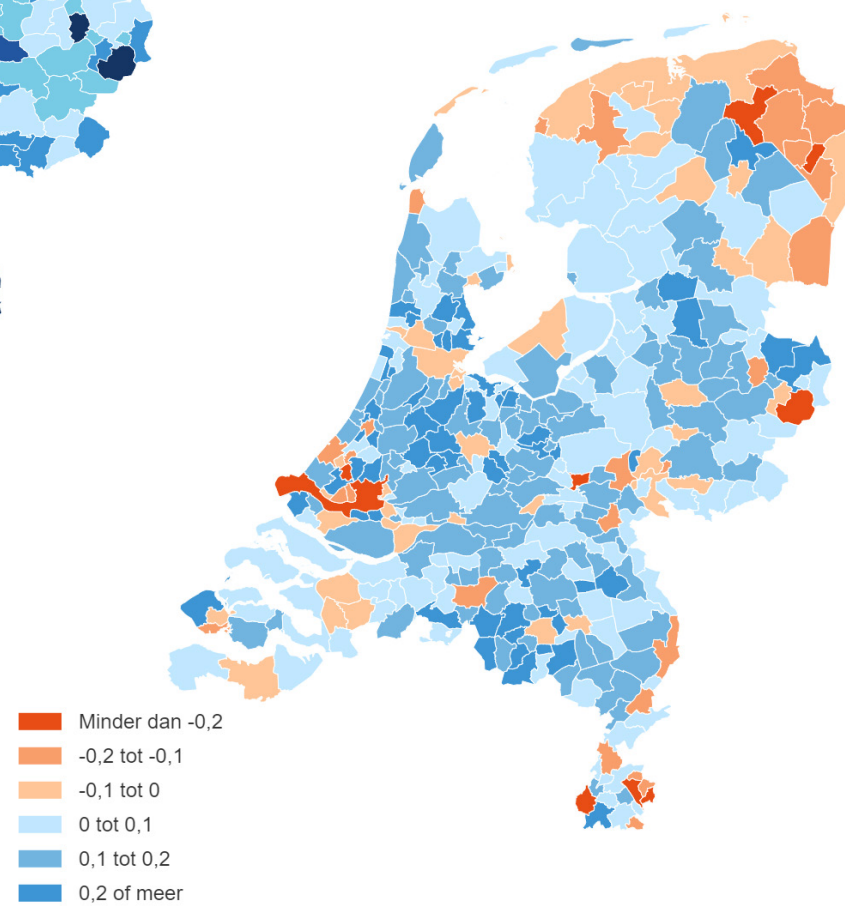 Minder dan -0,2
-0,2 tot -0,1
-0,1 tot 0
0 tot 0,1
0,1 tot 0,2
0,2 of meer